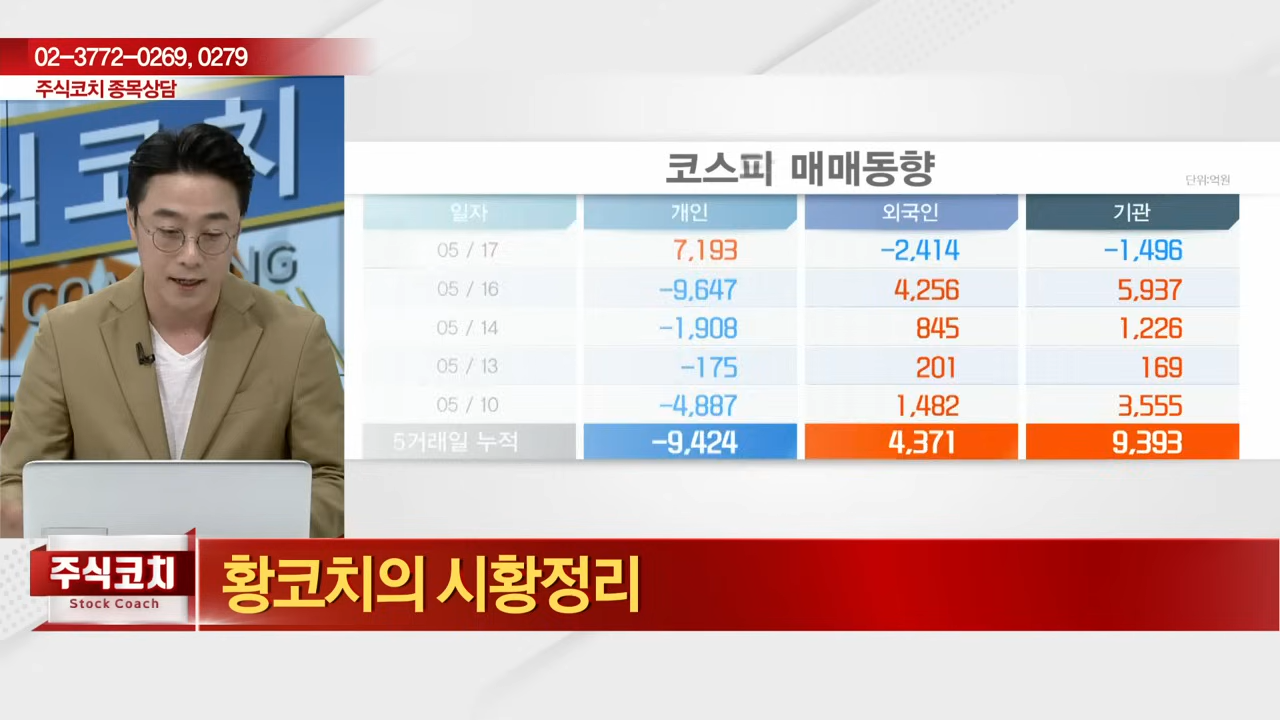 02-3772-0269, 0279
주식코치 종목상담
식코치
NG
코스피 매매동향
단위:억원
일자 개인 외국인 기관
05 / 17 7,193 -2,414 -1,496
05 / 16 -9,647 4,256 5,937
05 / 14 -1,908 845 1,226
05 / 13 -175 201 169
05 / 10 -4,887 1,482 3,555
5거래일 누적 -9,424 4,371 9,393
주식코치
Stock Coach
황코치의 시황정리